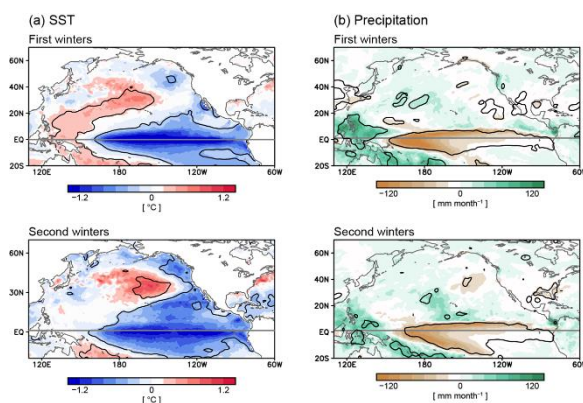 (a) SST
First winters
60N
30N
EQ
20S
120E
180
120W
60W
-1.2
0
1.2
[ °C ]
Second winters
60N
30N
EQ
20S
120E
180
120W
60W
-1.2
0
1.2
[ °C ]
(b) Precipitation
First winters
60N
40N
20N
EQ
20S
120E
180
120W
60W
-120
0
120
[ mm month⁻¹ ]
Second winters
60N
40N
20N
EQ
20S
120E
180
120W
60W
-120
0
120
[ mm month⁻¹ ]